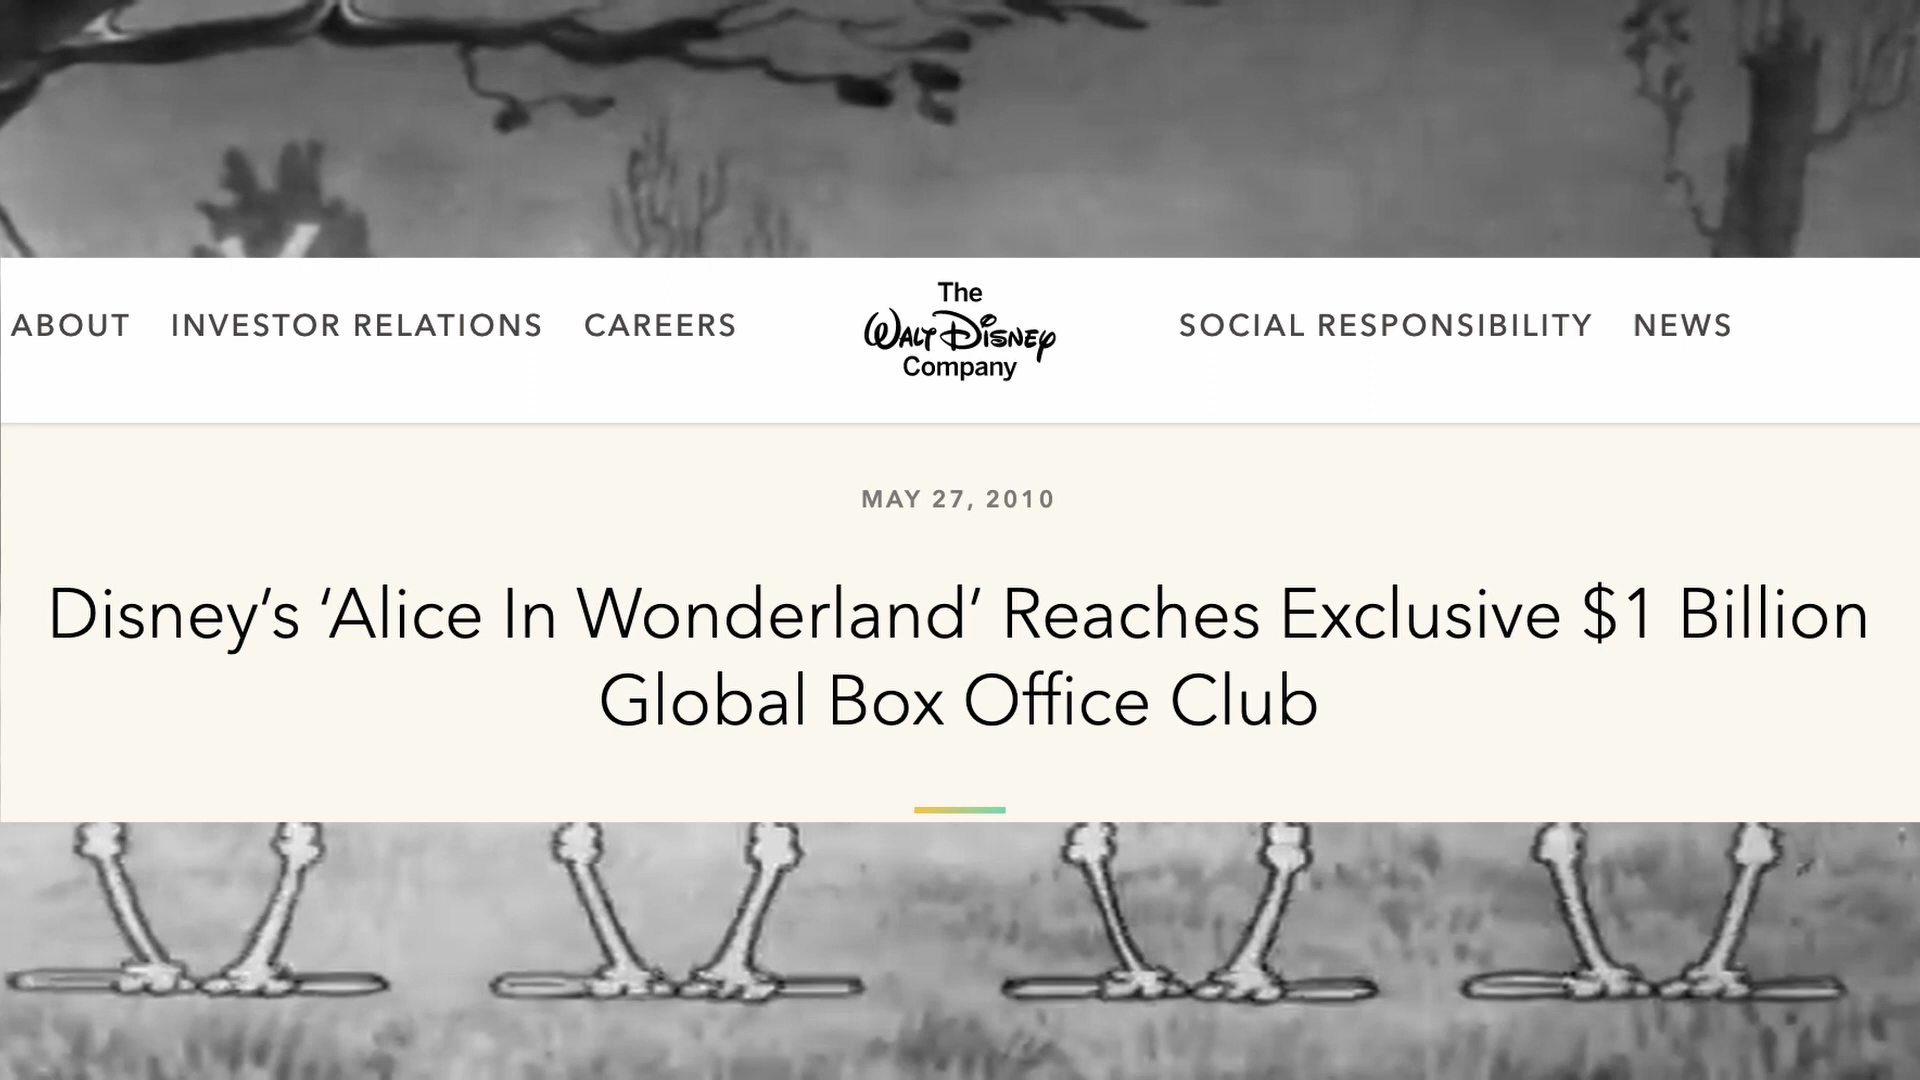 ABOUT INVESTOR RELATIONS CAREERS The Walt Disney Company SOCIAL RESPONSIBILITY NEWS
MAY 27, 2010
Disney’s ‘Alice In Wonderland’ Reaches Exclusive $1 Billion
Global Box Office Club